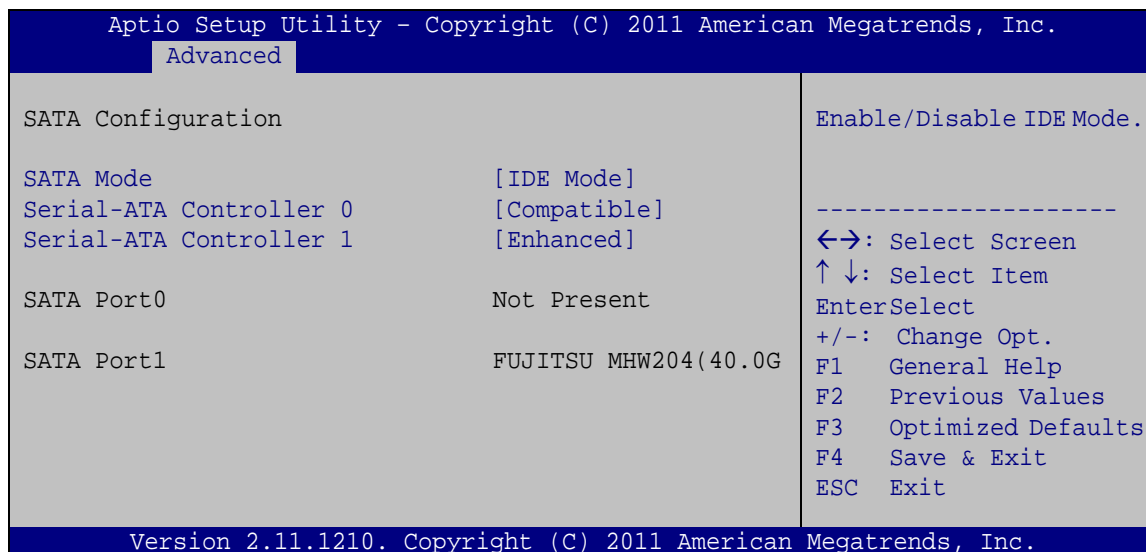 Aptio Setup Utility – Copyright (C) 2011 American Megatrends, Inc.
Advanced
SATA Configuration
SATA Mode [IDE Mode]
Serial-ATA Controller 0 [Compatible]
Serial-ATA Controller 1 [Enhanced]
SATA Port0 Not Present
SATA Port1 FUJITSU MHW204(40.0G
Enable/Disable IDE Mode.
---------------------
←→: Select Screen
↑ ↓: Select Item
EnterSelect
+/-: Change Opt.
F1 General Help
F2 Previous Values
F3 Optimized Defaults
F4 Save & Exit
ESC Exit
Version 2.11.1210. Copyright (C) 2011 American Megatrends, Inc.